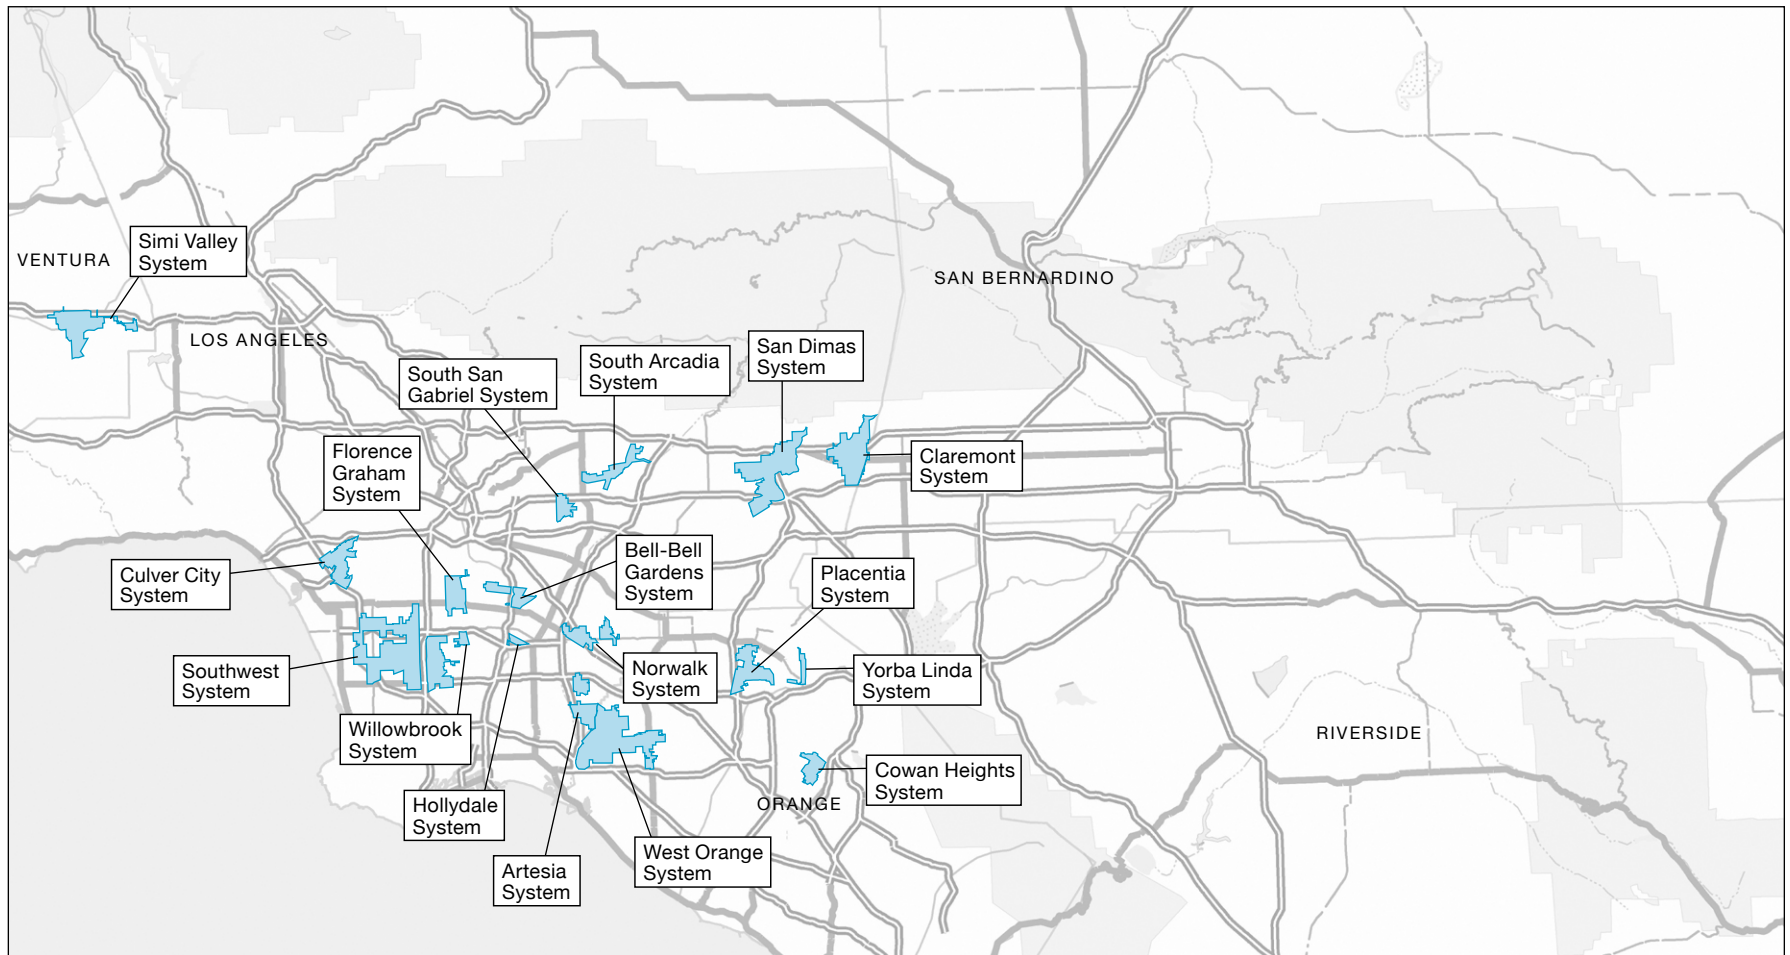 Simi Valley
System
VENTURA
SAN BERNARDINO
LOS ANGELES
South San
Gabriel System
South Arcadia
System
San Dimas
System
Florence
Graham
System
Claremont
System
Culver City
System
Bell-Bell
Gardens
System
Placentia
System
Southwest
System
Norwalk
System
Yorba Linda
System
Willowbrook
System
RIVERSIDE
Cowan Heights
System
Hollydale
System
ORANGE
West Orange
System
Artesia
System